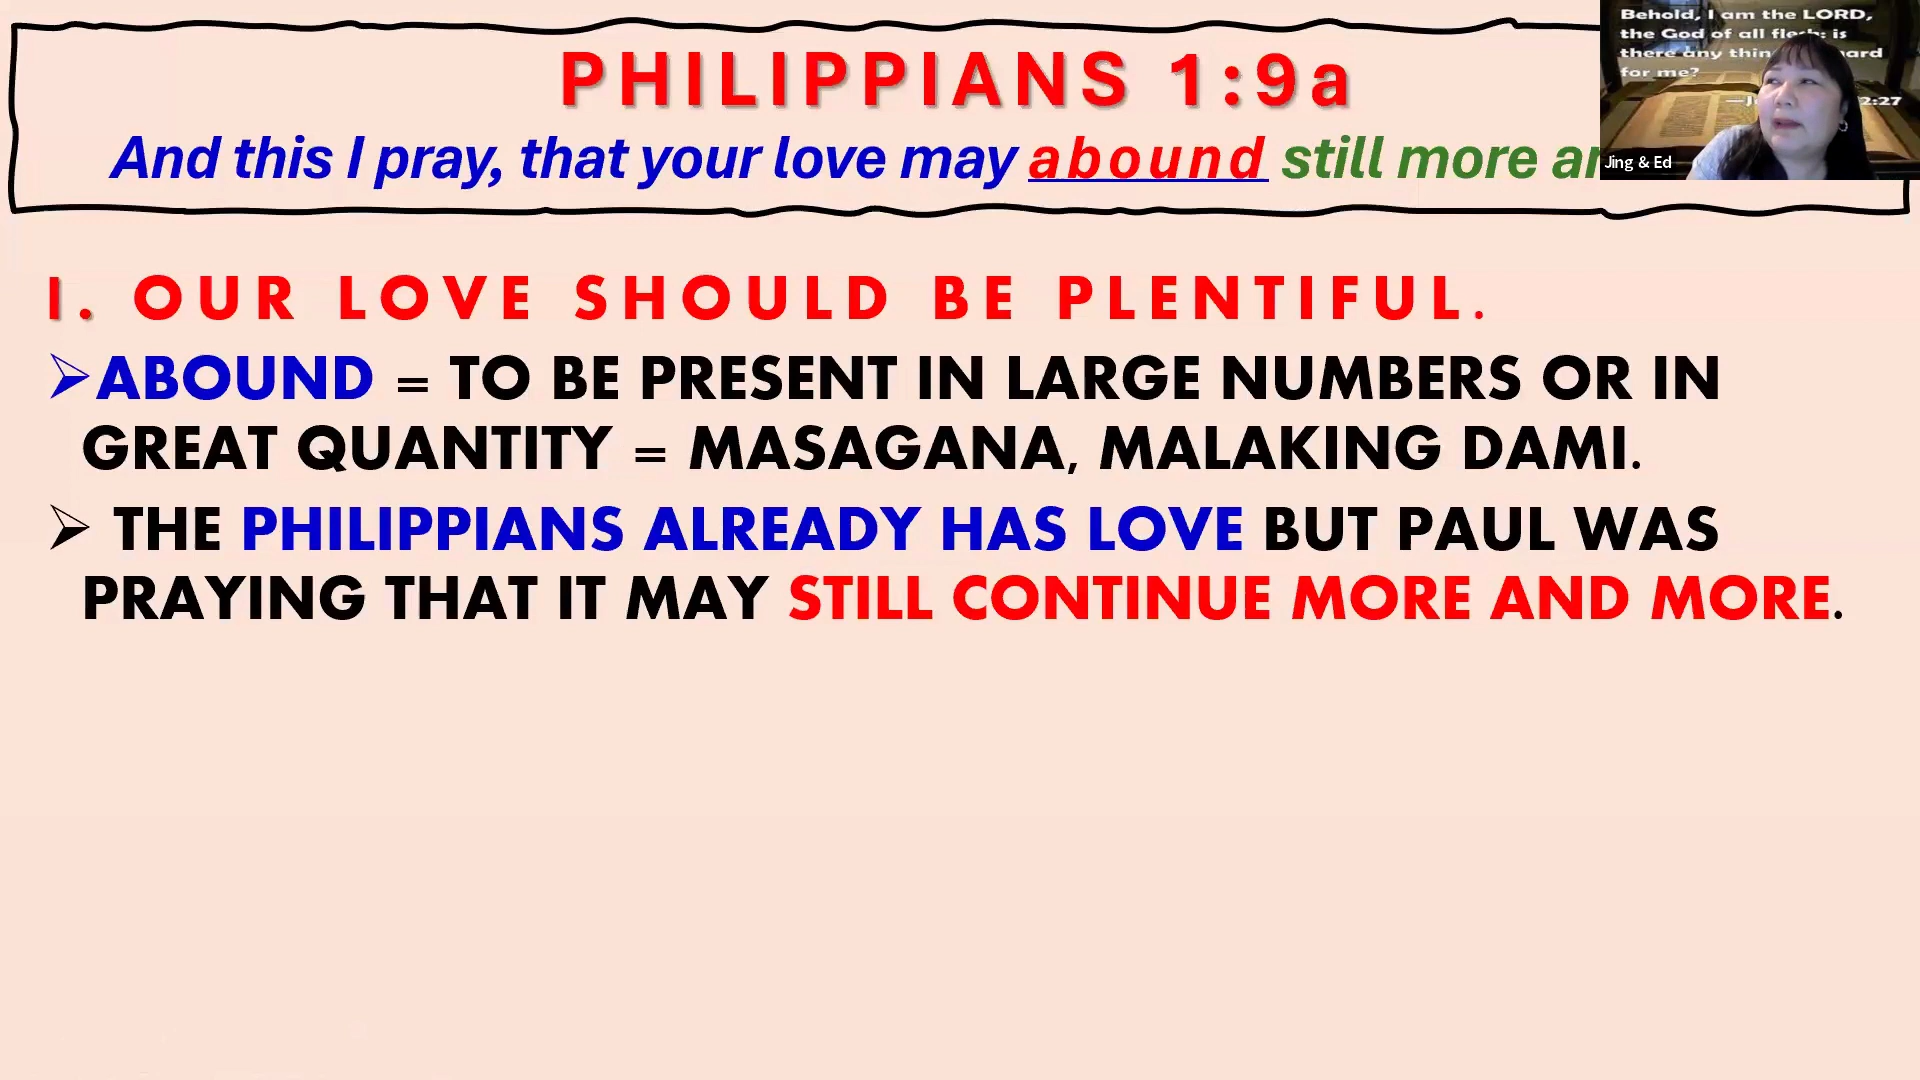 PHILIPPIANS 1:9a
And this I pray, that your love may abound still more
I. OUR LOVE SHOULD BE PLENTIFUL.
➢ABOUND = TO BE PRESENT IN LARGE NUMBERS OR IN
GREAT QUANTITY = MASAGANA, MALAKING DAMI.
➢ THE PHILIPPIANS ALREADY HAS LOVE BUT PAUL WAS
PRAYING THAT IT MAY STILL CONTINUE MORE AND MORE.
Behold, I am the LORD,
the God of all is
there any
for me?
2:27
Jing & Ed